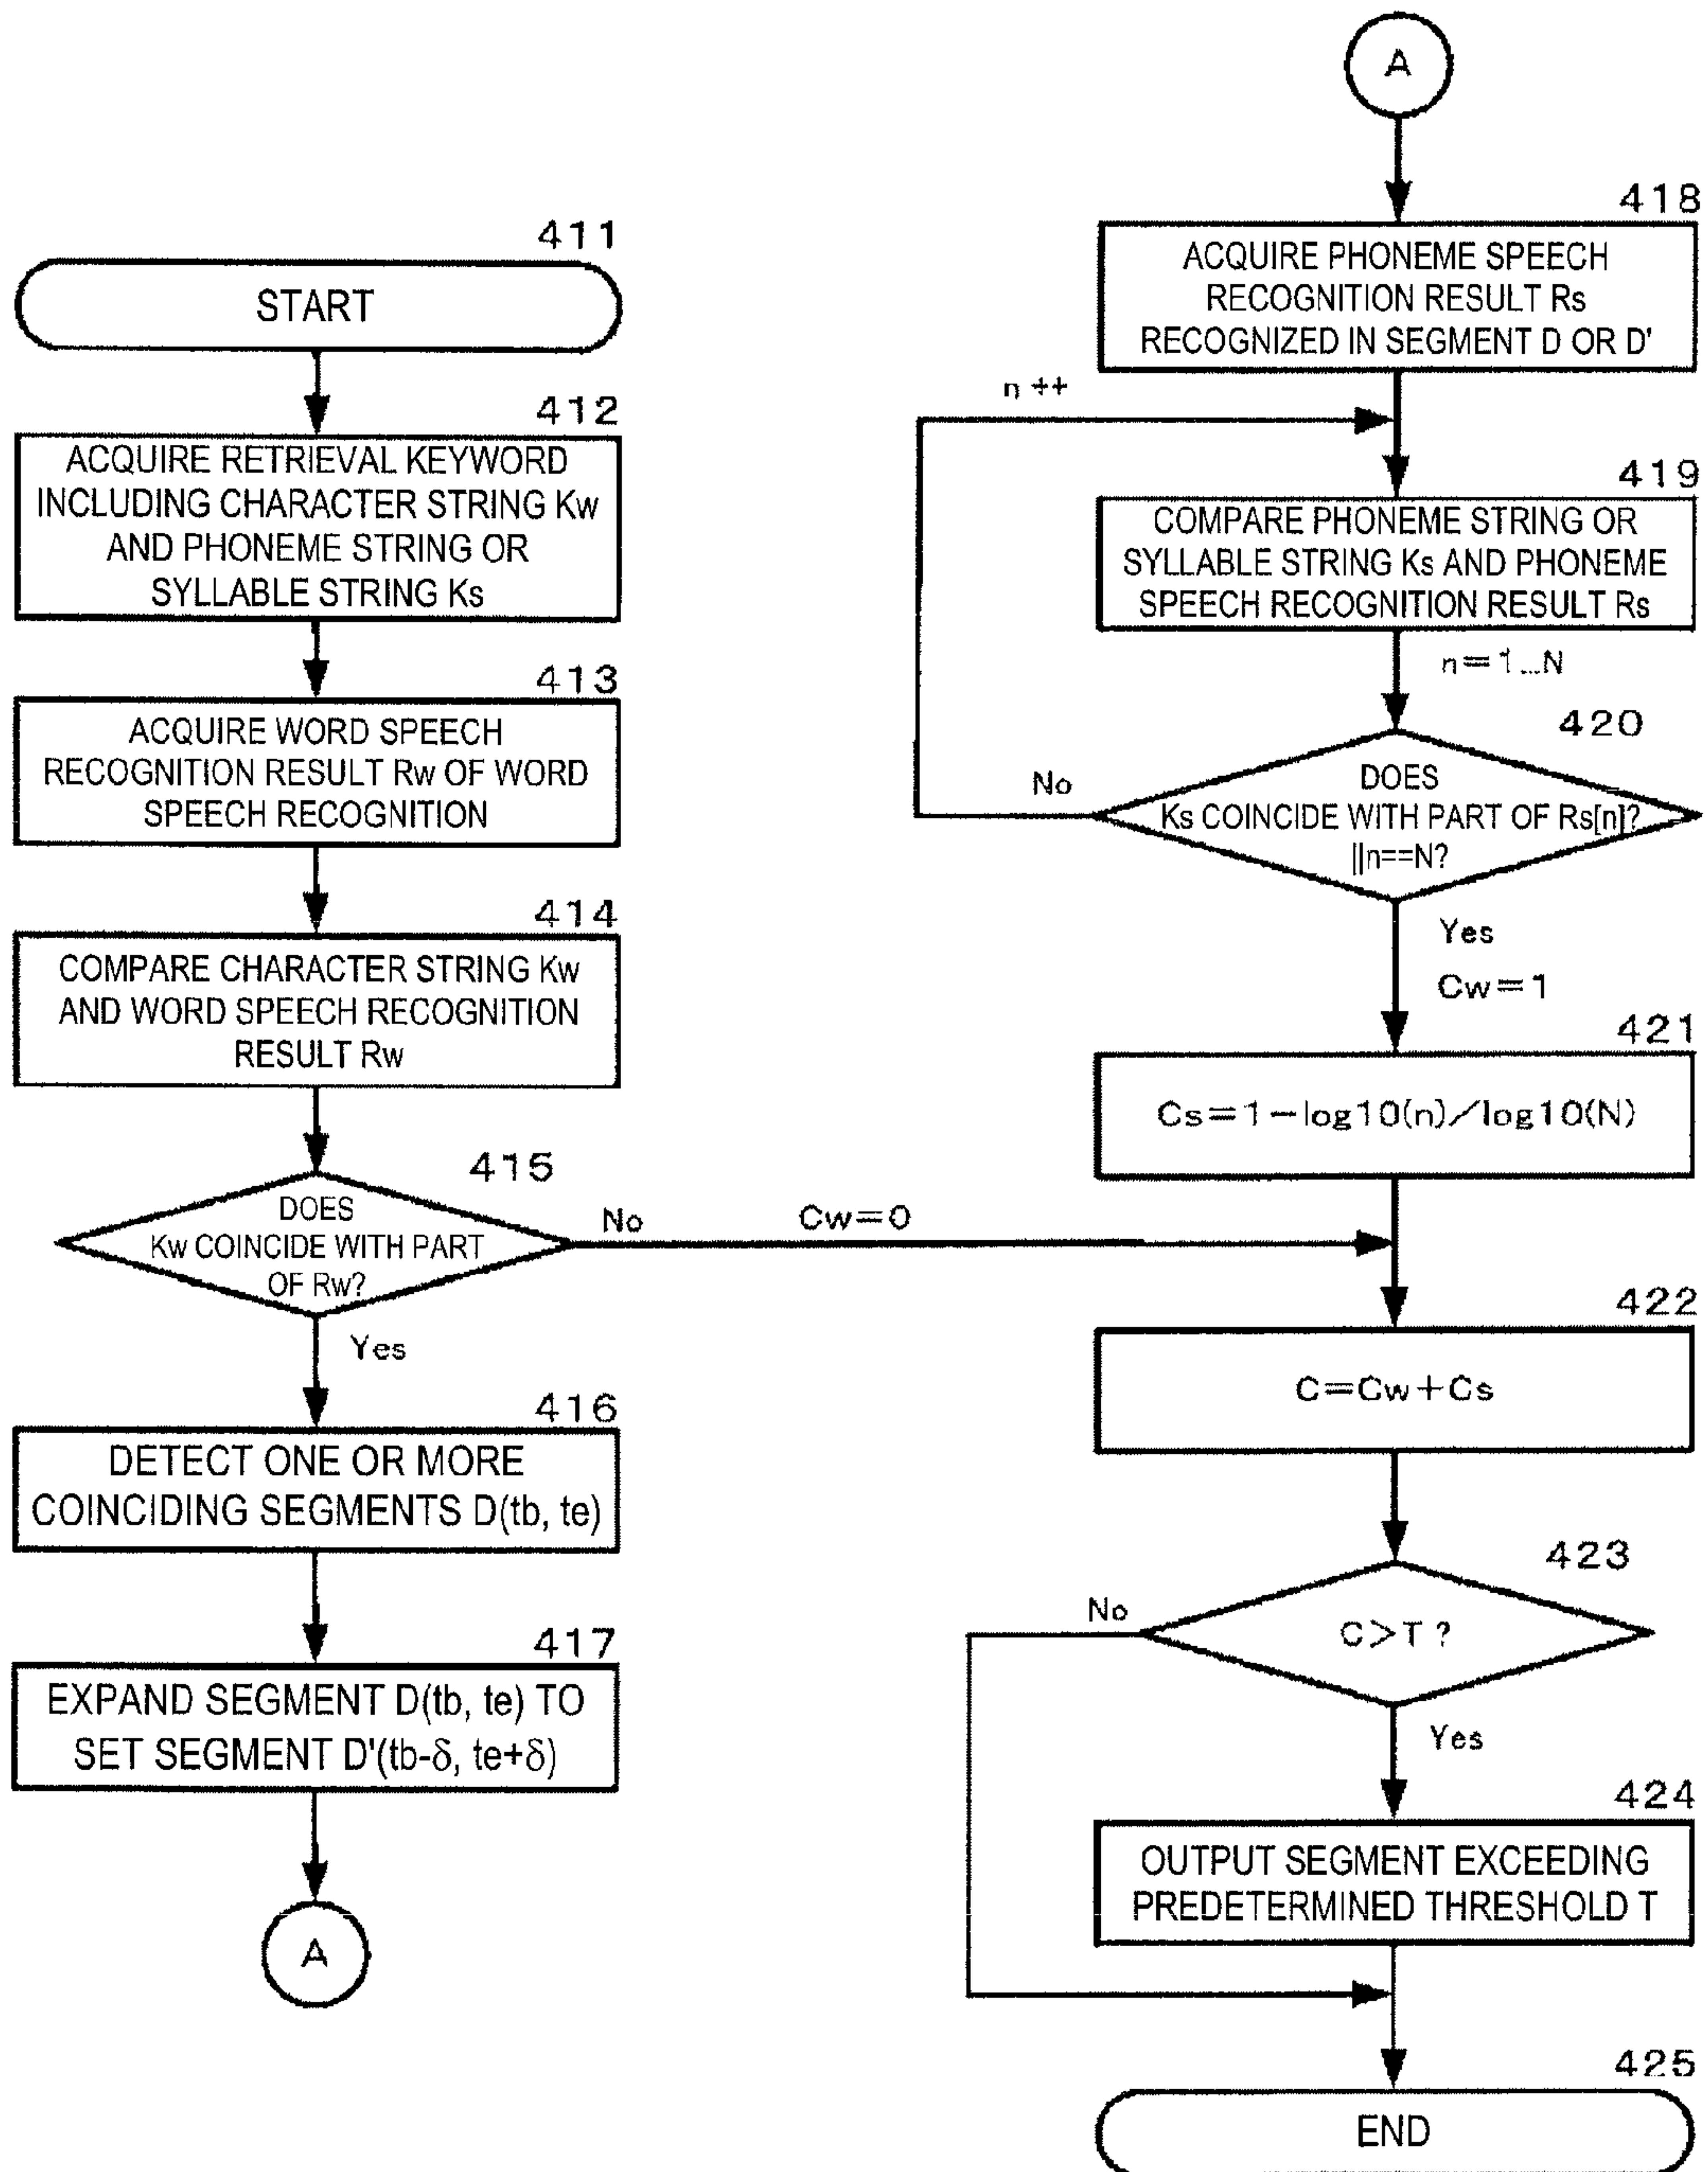 411
START
412
ACQUIRE RETRIEVAL KEYWORD
INCLUDING CHARACTER STRING Kw
AND PHONEME STRING OR
SYLLABLE STRING Ks
413
ACQUIRE WORD SPEECH
RECOGNITION RESULT Rw OF WORD
SPEECH RECOGNITION
414
COMPARE CHARACTER STRING Kw
AND WORD SPEECH RECOGNITION
RESULT Rw
415
DOES
Kw COINCIDE WITH PART
OF Rw?
No
Cw=0
Yes
416
DETECT ONE OR MORE
COINCIDING SEGMENTS D(tb, te)
417
EXPAND SEGMENT D(tb, te) TO
SET SEGMENT D'(tb-δ, te+δ)
A
A
418
ACQUIRE PHONEME SPEECH
RECOGNITION RESULT Rs
RECOGNIZED IN SEGMENT D OR D'
n ++
419
COMPARE PHONEME STRING OR
SYLLABLE STRING Ks AND PHONEME
SPEECH RECOGNITION RESULT Rs
n=1...N
420
DOES
Ks COINCIDE WITH PART OF Rs[n]?
||n==N?
No
Yes
Cw=1
421
Cs=1-log10(n)/log10(N)
422
C=Cw+Cs
423
C>T ?
No
Yes
424
OUTPUT SEGMENT EXCEEDING
PREDETERMINED THRESHOLD T
425
END